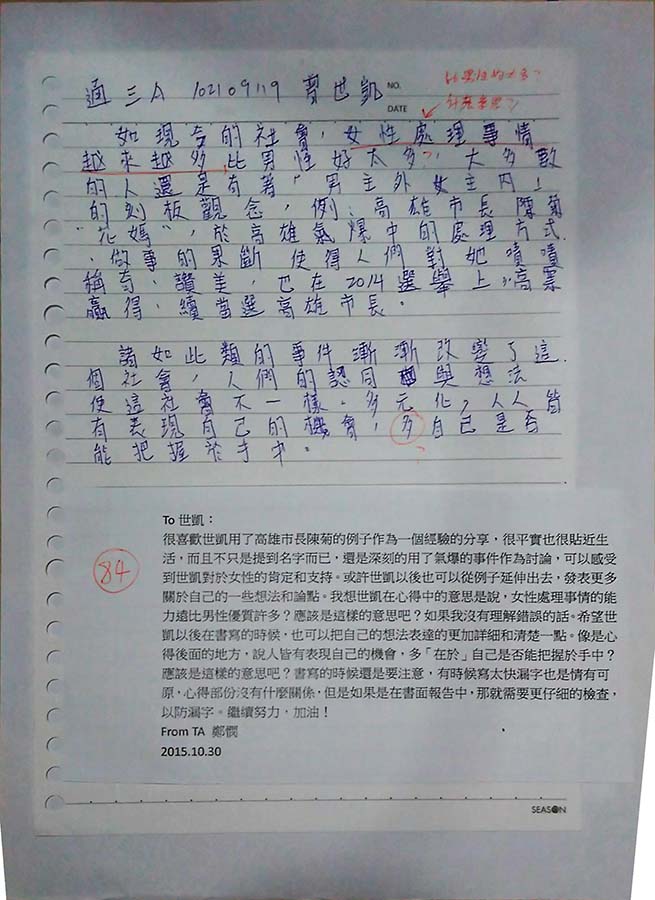 通三A 102109119 賈世凱
NO.
DATE
比男性好太多?
什麼意思?
如現今的社會,女性處理事情
越來越多比男性好太多?,大多數
的人還是有著「男主外女主內」
的刻板觀念,例:高雄市長陳菊
"花媽",於高雄氣爆中的處理方式
、做事的果斷使得人們對她嘖嘖
稱奇、讚美,也在2014選舉上,高票
贏得,續當選高雄市長。
諸如此類的事件漸漸改變了這
個社會,人們的認同與想法
使這社會不一樣。多元化,人人皆
有表現自己的機會,多自己是否
能把握於手中。
84
To 世凱:
很喜歡世凱用了高雄市長陳菊的例子作為一個經驗的分享,很平實也很貼近生
活,而且不只是提到名字而已,還是深刻的用了氣爆的事件作為討論,可以感受
到世凱對於女性的肯定和支持。或許世凱以後也可以從例子延伸出去,發表更多
關於自己的一些想法和論點。我想世凱在心得中的意思是說,女性處理事情的能
力遠比男性優質許多?應該是這樣的意思吧?如果我沒有理解錯誤的話。希望世
凱以後在書寫的時候,也可以把自己的想法表達的更加詳細和清楚一點。像是心
得後面的地方,說人皆有表現自己的機會,多「在於」自己是否能把握於手中?
應該是這樣的意思吧?書寫的時候還是要注意,有時候寫太快漏字也是情有可
原,心得部份沒有什麼關係,但是如果是在書面報告中,那就需要更仔細的檢查,
以防漏字。繼續努力,加油!
From TA 鄭憫
2015.10.30
SEASON